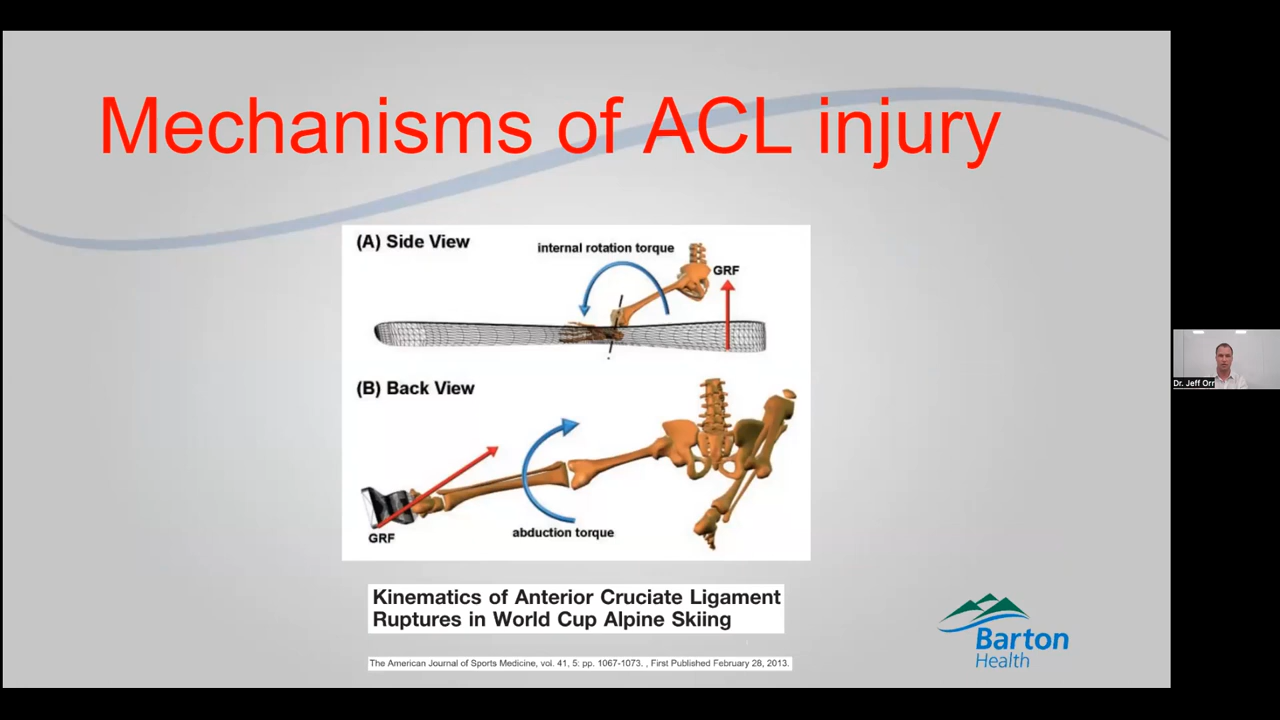 Mechanisms of ACL injury
(A) Side View
internal rotation torque
GRF
(B) Back View
GRF
abduction torque
Kinematics of Anterior Cruciate Ligament
Ruptures in World Cup Alpine Skiing
The American Journal of Sports Medicine, vol. 41, 5: pp. 1067-1073. , First Published February 28, 2013.
Barton
Health
Dr. Jeff Orr